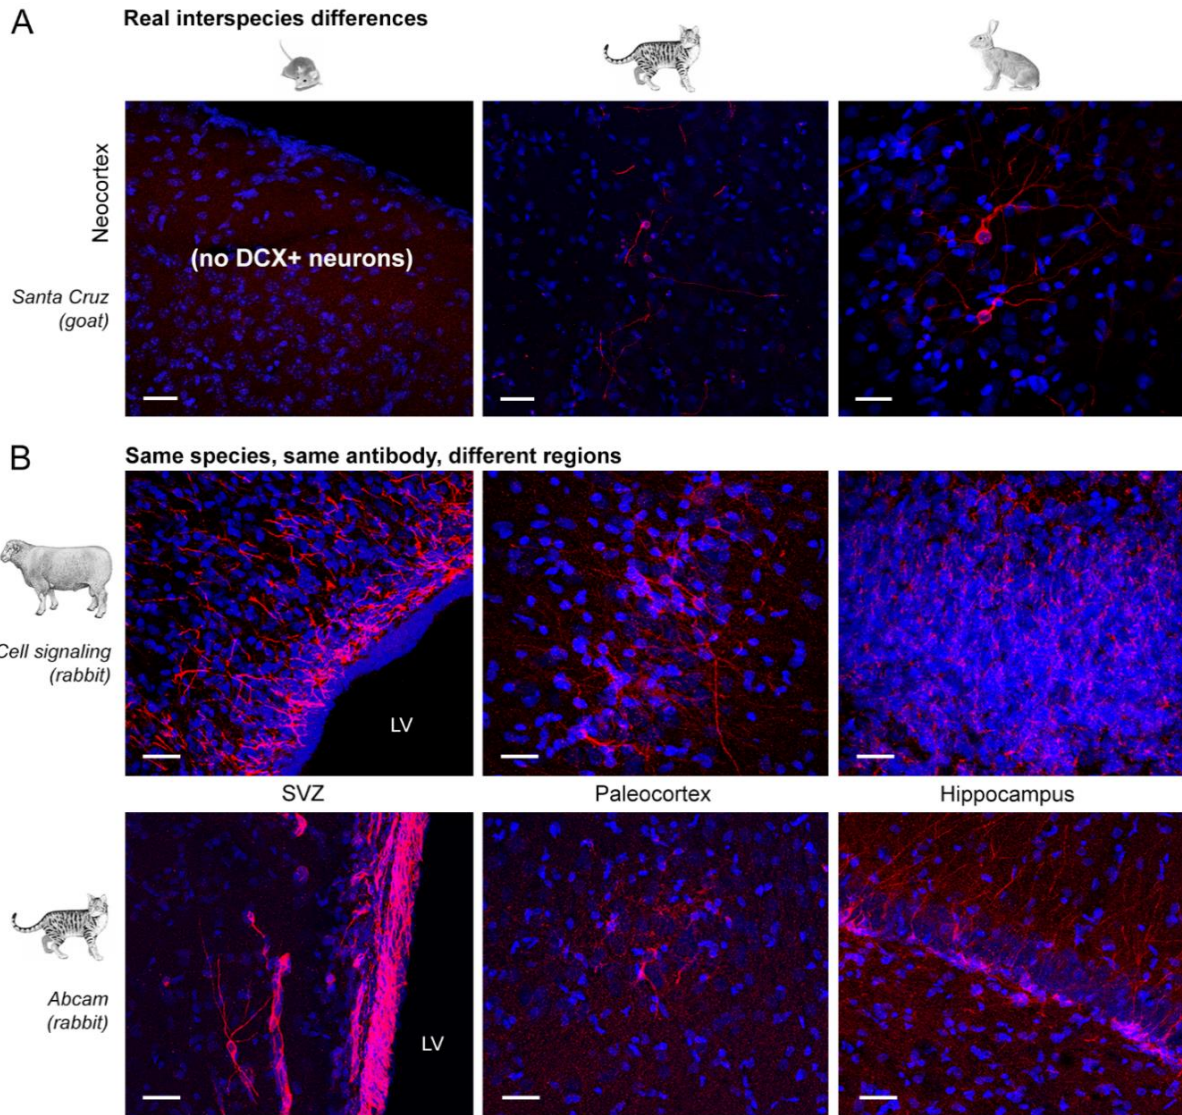 A
Real interspecies differences
Neocortex
(no DCX+ neurons)
Santa Cruz
(goat)
B
Same species, same antibody, different regions
Cell signaling
(rabbit)
LV
SVZ
Paleocortex
Hippocampus
Abcam
(rabbit)
LV